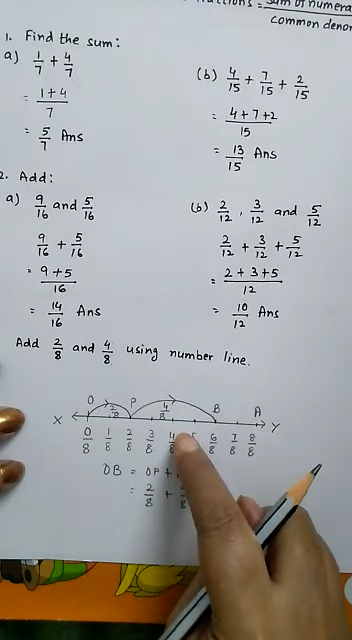 fractions = sum of numera
common deno
1. Find the sum:
a) 1/7 + 4/7
= 1+4/7
= 5/7 Ans
(b) 4/15 + 7/15 + 2/15
= 4+7+2/15
= 13/15 Ans
2. Add:
a) 9/16 and 5/16
9/16 + 5/16
= 9+5/16
= 14/16 Ans
(b) 2/12, 3/12 and 5/12
2/12 + 3/12 + 5/12
= 2+3+5/12
= 10/12 Ans
Add 2/8 and 4/8 using number line.
O P B A
2/8 4/8
X Y
0/8 1/8 2/8 3/8 4/8 6/8 7/8 8/8
OB = OP +
= 2/8 +